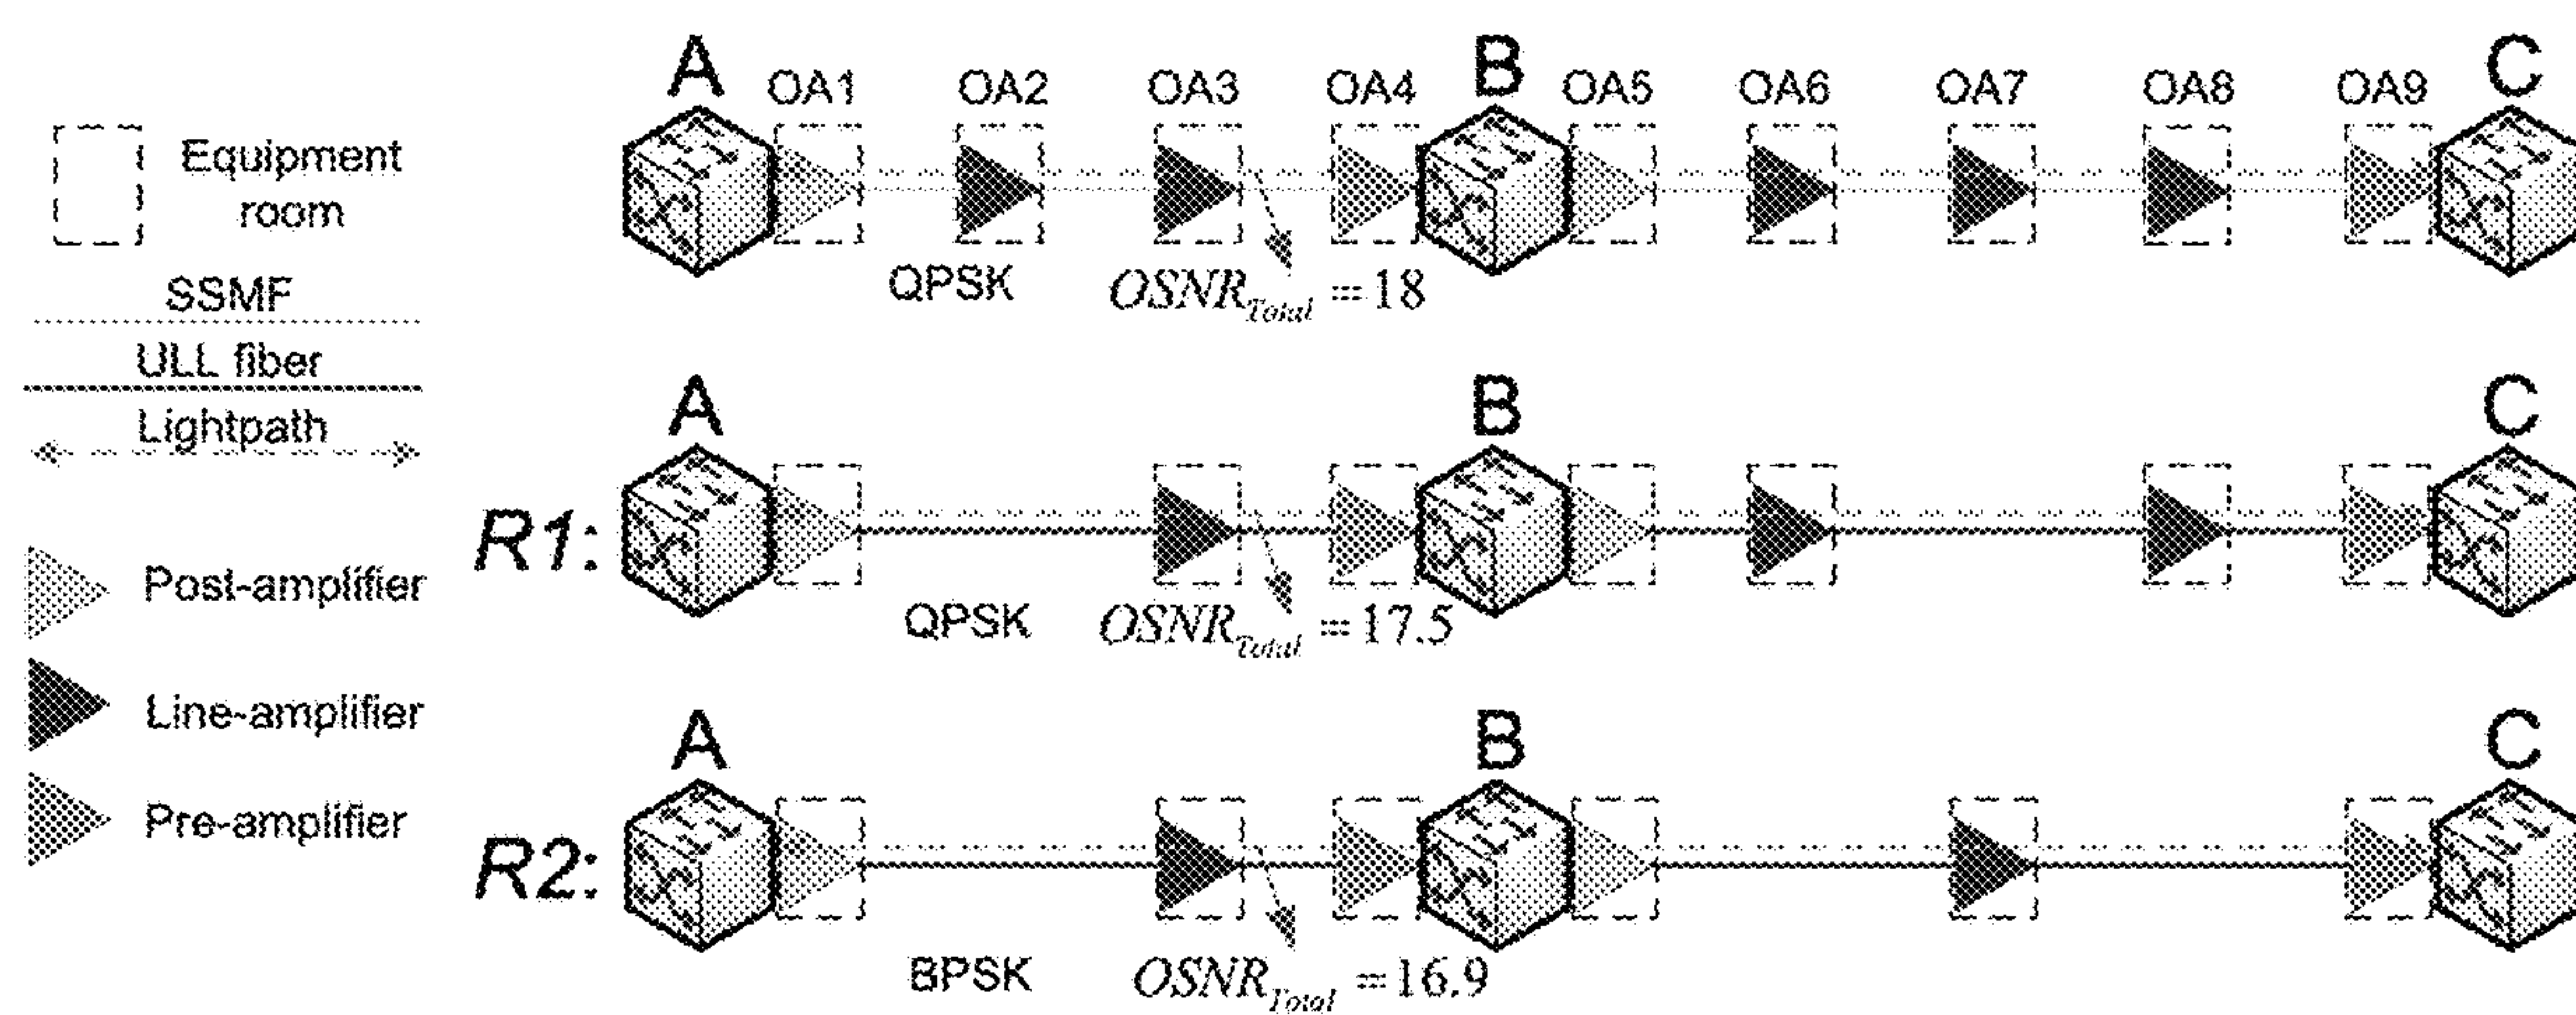 A B C
OA1 OA2 OA3 OA4 OA5 OA6 OA7 OA8 OA9
Equipment
room
QPSK OSNR_Total = 18
SSMF
ULL fiber
Lightpath
A B C
R1:
QPSK OSNR_Total = 17.5
Post-amplifier
Line-amplifier
Pre-amplifier
A B C
R2:
BPSK OSNR_Total = 16.9